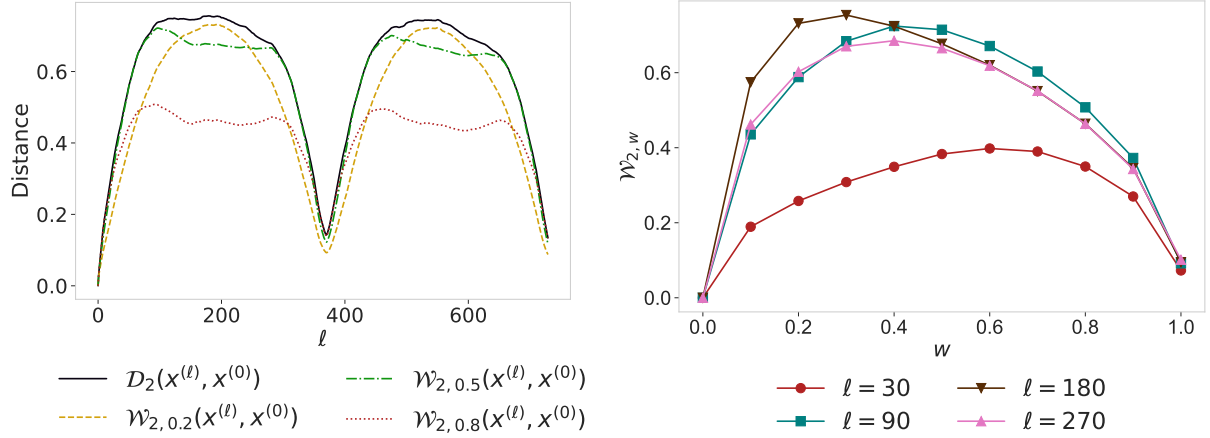 Distance
0.6
0.4
0.2
0.0
0 200 400 600
ℓ
𝒟₂(x⁽ℓ⁾, x⁽⁰⁾)
𝒲₂,₀.₂(x⁽ℓ⁾, x⁽⁰⁾)
𝒲₂,₀.₅(x⁽ℓ⁾, x⁽⁰⁾)
𝒲₂,₀.₈(x⁽ℓ⁾, x⁽⁰⁾)
𝒲₂,w
0.6
0.4
0.2
0.0
0.0 0.2 0.4 0.6 0.8 1.0
w
ℓ = 30
ℓ = 90
ℓ = 180
ℓ = 270